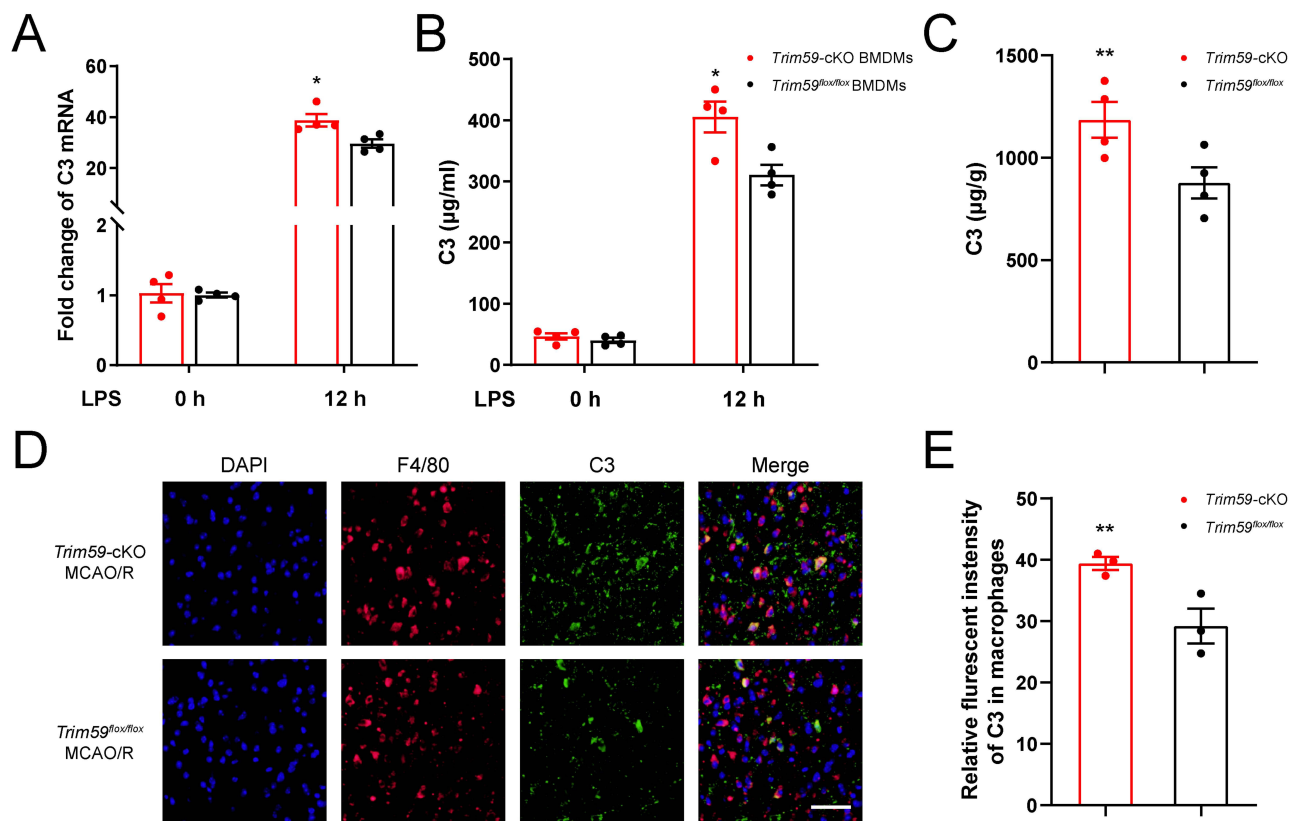 A
Fold change of C3 mRNA
60
40
20
2
1
0
*
LPS
0 h
12 h
B
C3 (µg/ml)
500
400
300
200
100
0
*
LPS
0 h
12 h
Trim59-cKO BMDMs
Trim59flox/flox BMDMs
C
C3 (µg/g)
1500
1000
500
0
**
Trim59-cKO
Trim59flox/flox
D
DAPI
F4/80
C3
Merge
Trim59-cKO
MCAO/R
Trim59flox/flox
MCAO/R
E
Relative flurescent instensity
of C3 in macrophages
50
40
30
20
10
0
**
Trim59-cKO
Trim59flox/flox